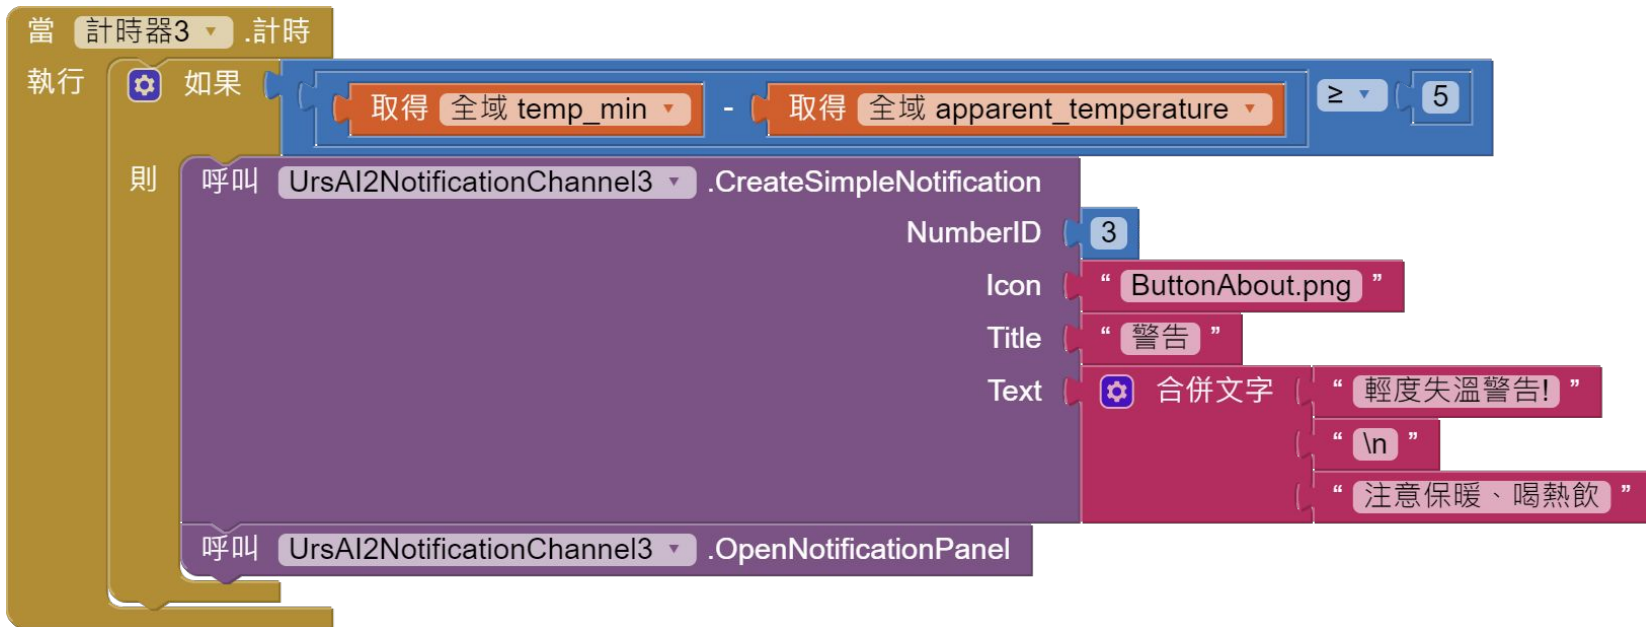 當 計時器3 .計時
執行 如果 取得 全域 temp_min - 取得 全域 apparent_temperature ≥ 5
則 呼叫 UrsAI2NotificationChannel3 .CreateSimpleNotification
NumberID 3
Icon “ ButtonAbout.png ”
Title “ 警告 ”
Text 合併文字 “ 輕度失溫警告! ”
“ \n ”
“ 注意保暖、喝熱飲 ”
呼叫 UrsAI2NotificationChannel3 .OpenNotificationPanel